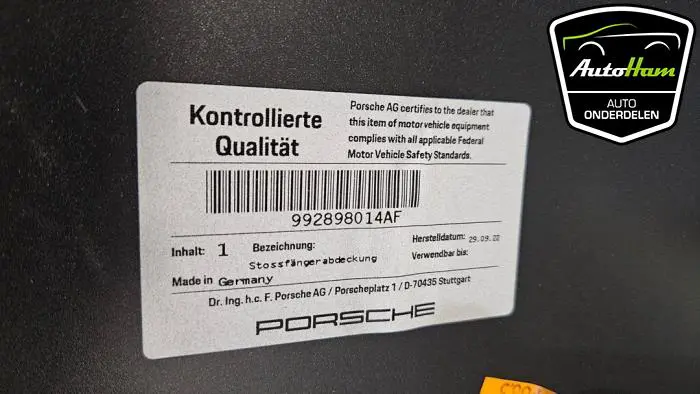 AutoHam
AUTO
ONDERDELEN
Kontrollierte
Qualität
Porsche AG certifies to the dealer that
this item of motor vehicle equipment
complies with all applicable Federal
Motor Vehicle Safety Standards.
992898014AF
Inhalt: 1 Bezeichnung:
Stossfängerabdeckung
Herstelldatum: 29.09.22
Verwendbar bis:
Made in Germany
Dr. Ing. h.c. F. Porsche AG / Porscheplatz 1 / D-70435 Stuttgart
PORSCHE